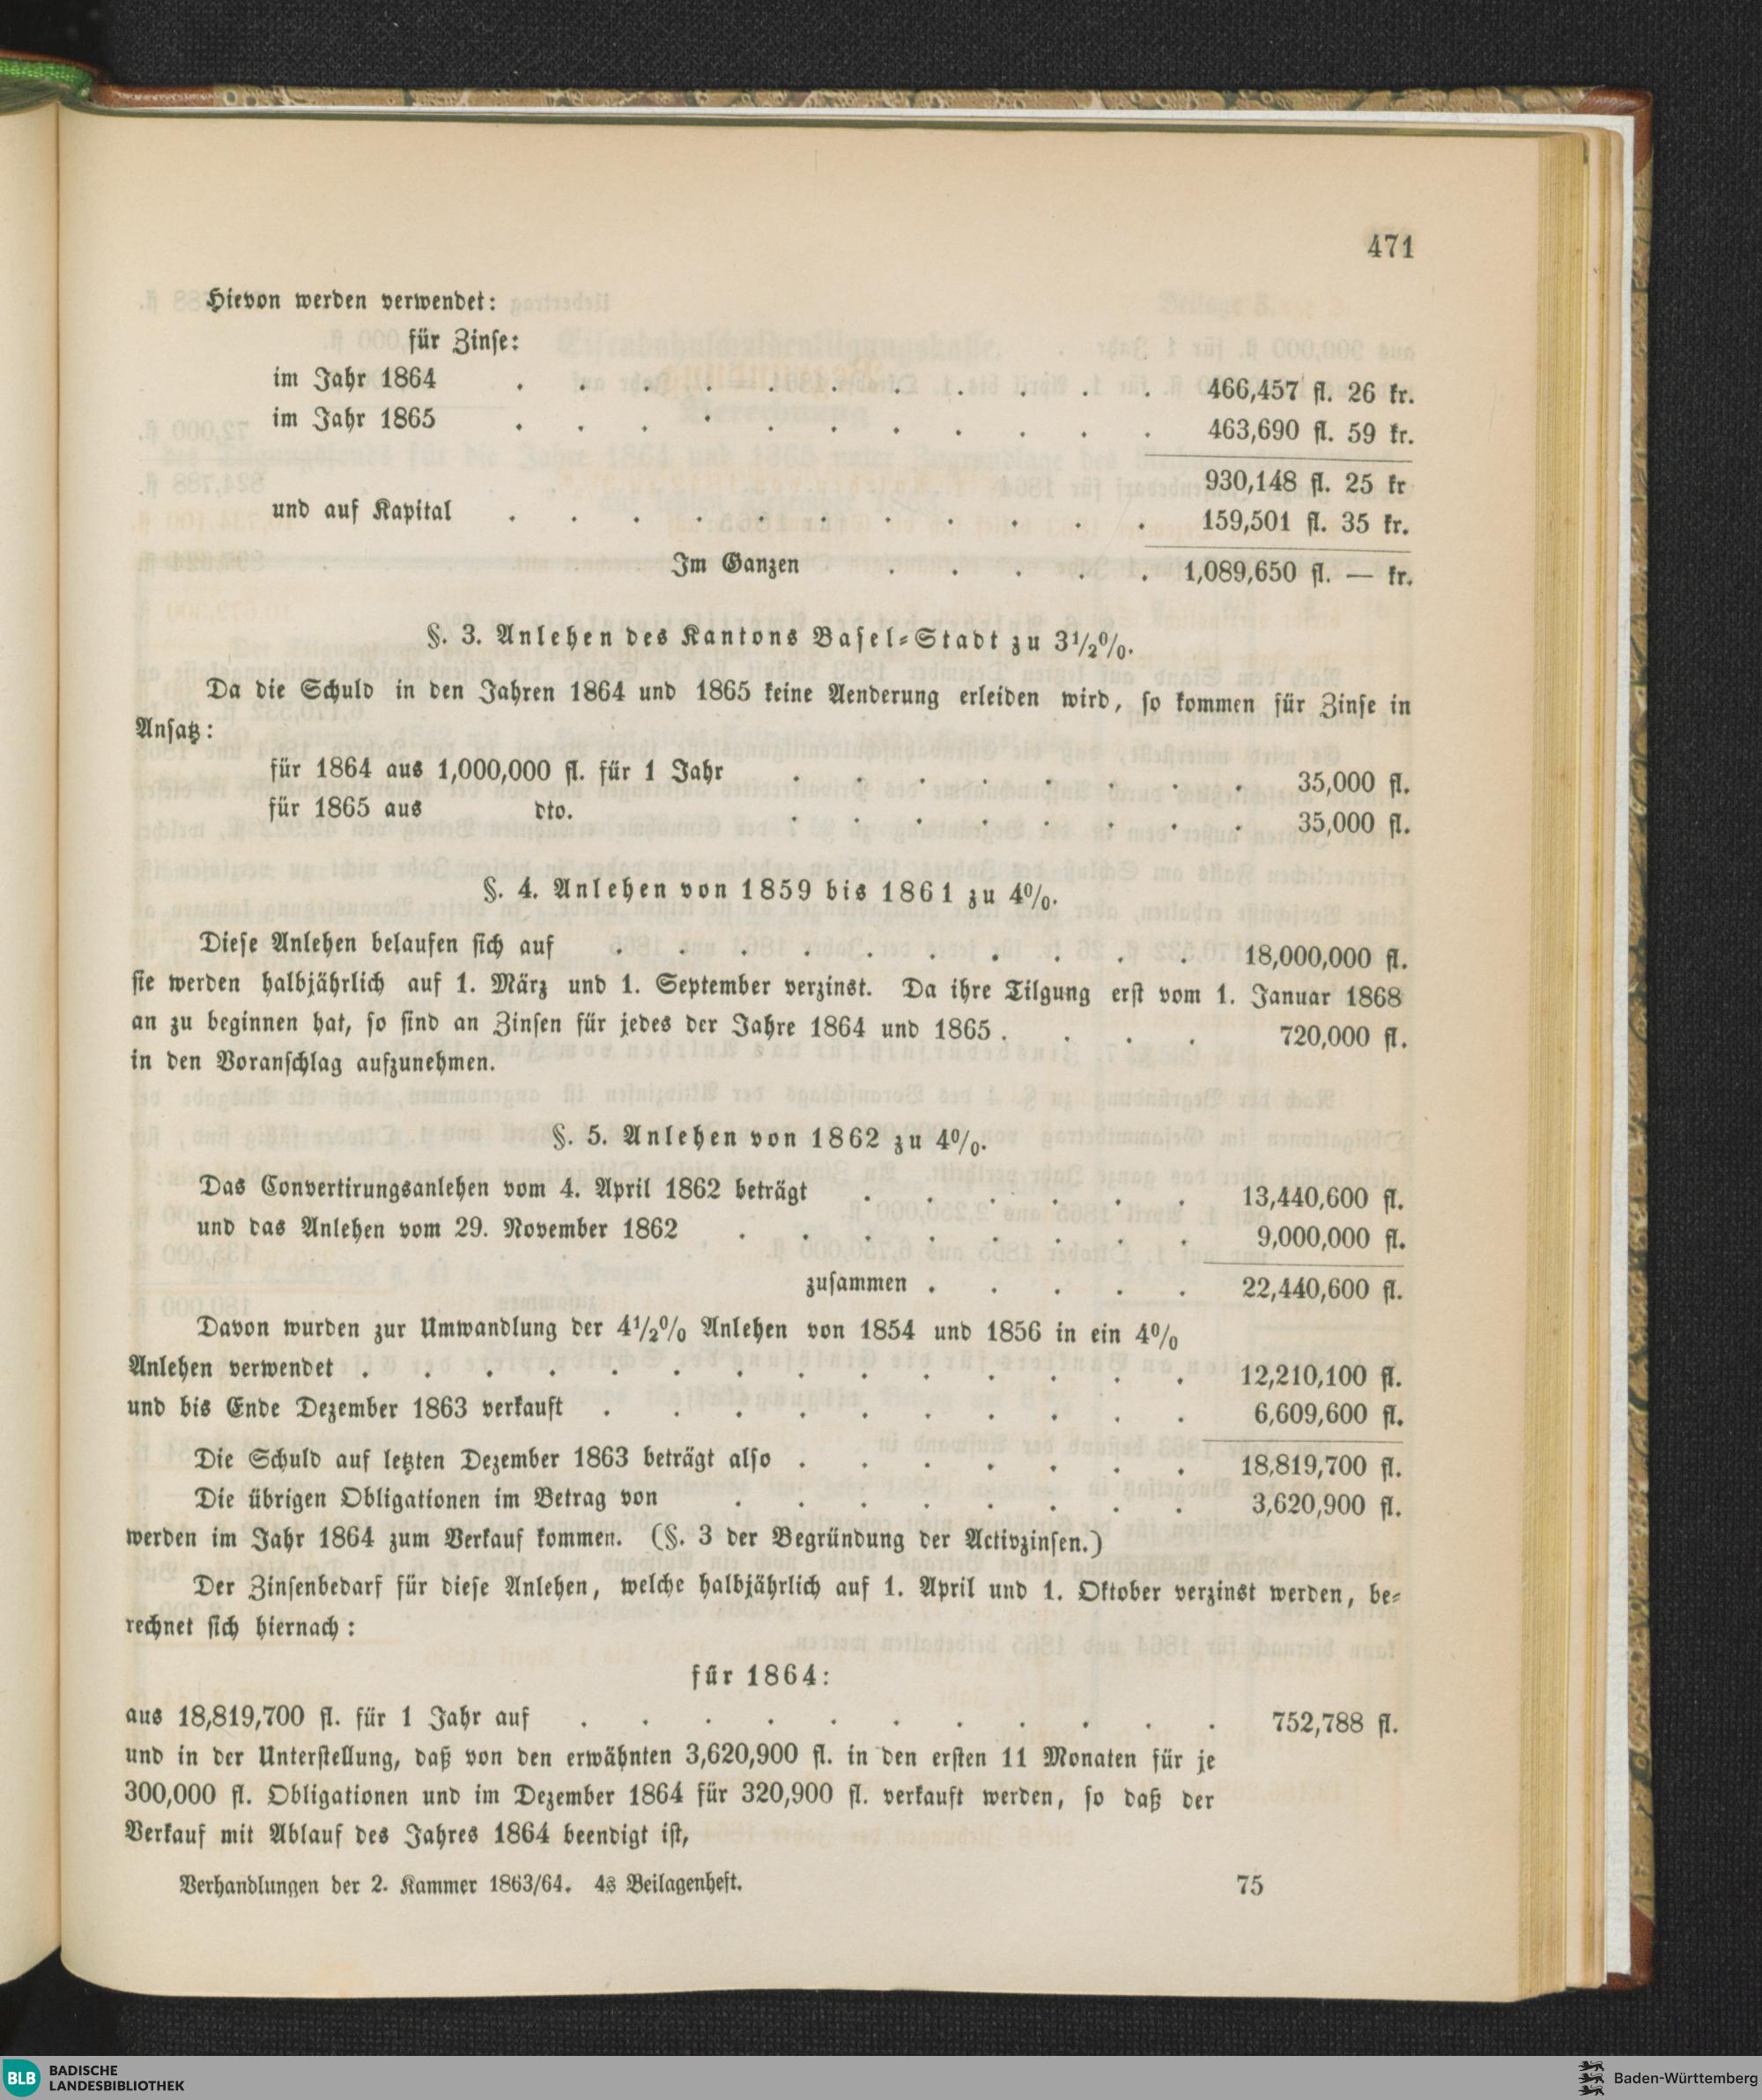 471
Hievon werden verwendet:
für Zinse:
im Jahr 1864 . . . . . . . . . . . 466,457 fl. 26 kr.
im Jahr 1865 . . . . . . . . . . . 463,690 fl. 59 kr.
930,148 fl. 25 kr
und auf Kapital . . . . . . . . . . . 159,501 fl. 35 kr.
Im Ganzen . . . . . 1,089,650 fl. — kr.
§. 3. Anlehen des Kantons Basel-Stadt zu 3½%.
Da die Schuld in den Jahren 1864 und 1865 keine Aenderung erleiden wird, so kommen für Zinse in
Ansatz:
für 1864 aus 1,000,000 fl. für 1 Jahr . . . . . . . . 35,000 fl.
für 1865 aus dto. . . . . . . . . 35,000 fl.
§. 4. Anlehen von 1859 bis 1861 zu 4%.
Diese Anlehen belaufen sich auf . . . . . . . . . . 18,000,000 fl.
sie werden halbjährlich auf 1. März und 1. September verzinst. Da ihre Tilgung erst vom 1. Januar 1868
an zu beginnen hat, so sind an Zinsen für jedes der Jahre 1864 und 1865 . . . . 720,000 fl.
in den Voranschlag aufzunehmen.
§. 5. Anlehen von 1862 zu 4%.
Das Convertirungsanlehen vom 4. April 1862 beträgt . . . . . . 13,440,600 fl.
und das Anlehen vom 29. November 1862 . . . . . . . . 9,000,000 fl.
zusammen . . . . . 22,440,600 fl.
Davon wurden zur Umwandlung der 4½% Anlehen von 1854 und 1856 in ein 4%
Anlehen verwendet . . . . . . . . . . . . . . 12,210,100 fl.
und bis Ende Dezember 1863 verkauft . . . . . . . . . . 6,609,600 fl.
Die Schuld auf letzten Dezember 1863 beträgt also . . . . . . . 18,819,700 fl.
Die übrigen Obligationen im Betrag von . . . . . . . . 3,620,900 fl.
werden im Jahr 1864 zum Verkauf kommen. (§. 3 der Begründung der Activzinsen.)
Der Zinsenbedarf für diese Anlehen, welche halbjährlich auf 1. April und 1. Oktober verzinst werden, be-
rechnet sich hiernach:
für 1864:
aus 18,819,700 fl. für 1 Jahr auf . . . . . . . . . . . 752,788 fl.
und in der Unterstellung, daß von den erwähnten 3,620,900 fl. in den ersten 11 Monaten für je
300,000 fl. Obligationen und im Dezember 1864 für 320,900 fl. verkauft werden, so daß der
Verkauf mit Ablauf des Jahres 1864 beendigt ist,
Verhandlungen der 2. Kammer 1863/64. 4s Beilagenheft. 75
BLB BADISCHE
LANDESBIBLIOTHEK
Baden-Württemberg